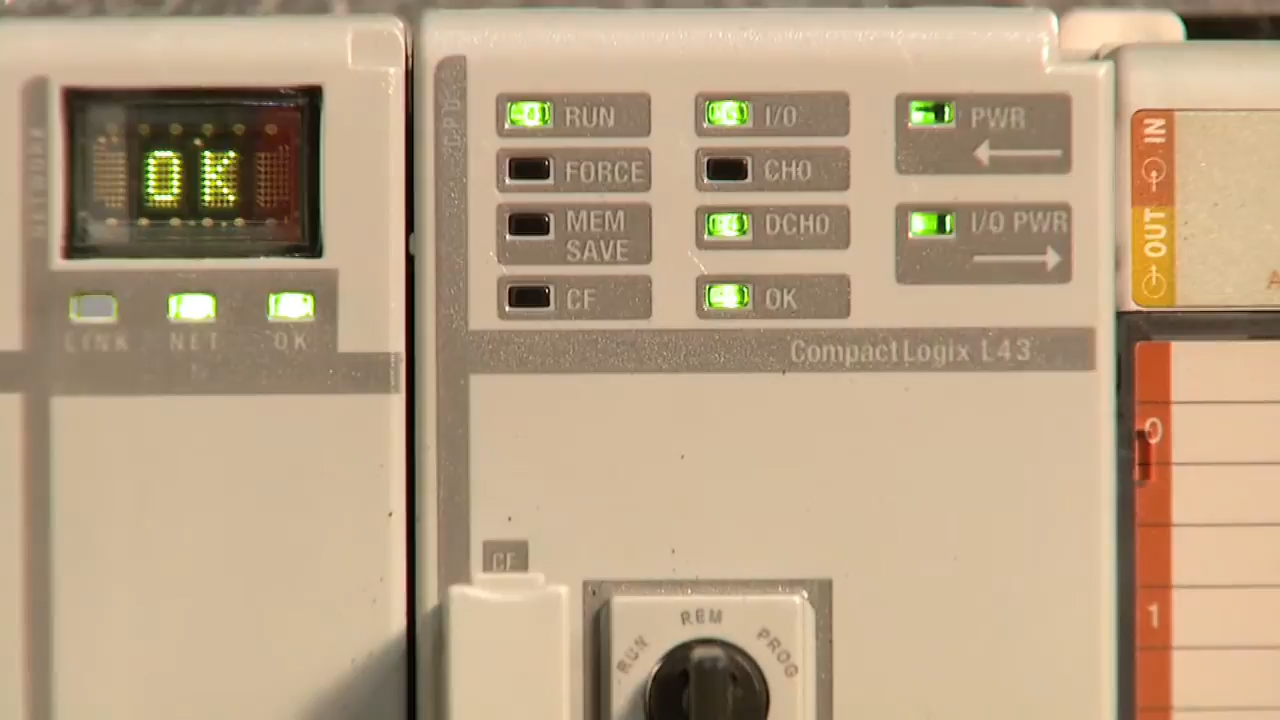 NETWORK
OK
LINK
NET
OK
RUN
I/O
PWR
FORCE
CH0
MEM
SAVE
DCH0
I/O PWR
CF
OK
CompactLogix L43
CF
RUN
REM
PROG
IN
OUT
0
1